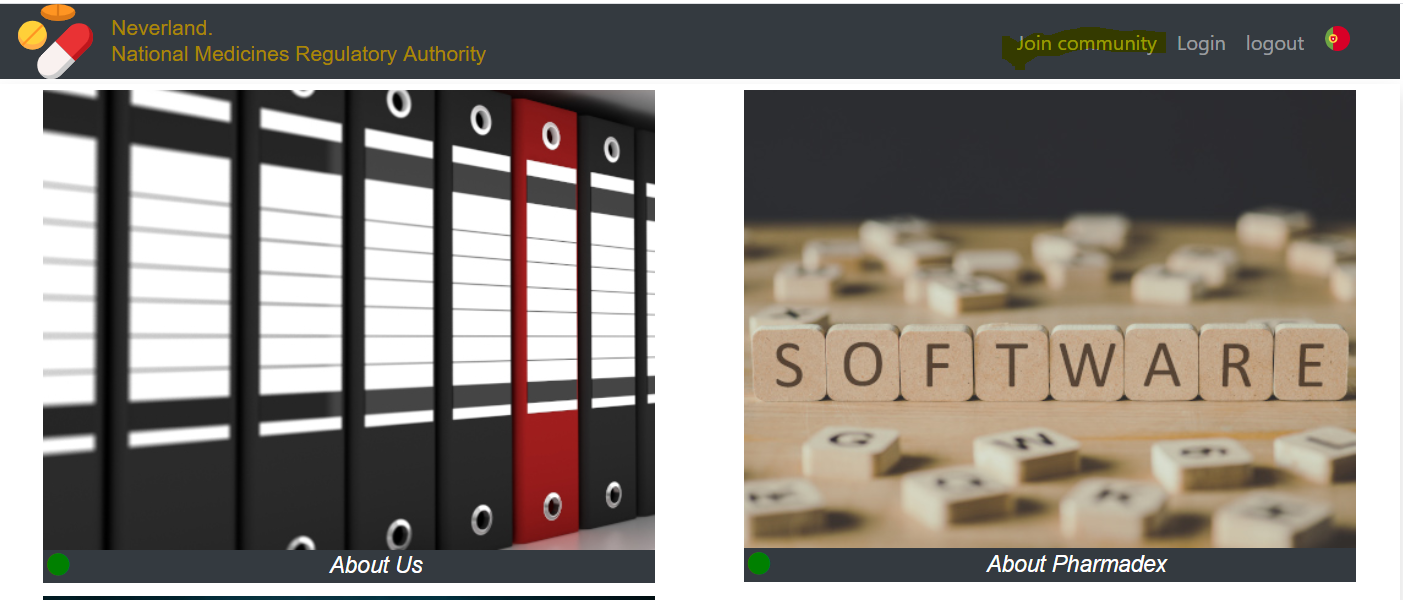 Neverland.
National Medicines Regulatory Authority
Join community Login logout
SOFTWARE
G W
About Us
About Pharmadex